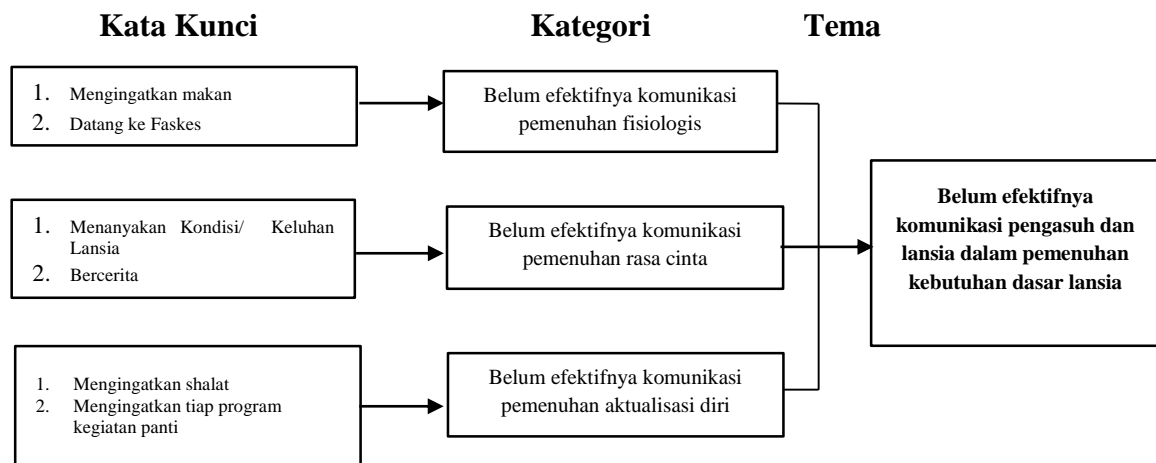 Kata Kunci
Kategori
Tema
1. Mengingatkan makan
2. Datang ke Faskes
Belum efektifnya komunikasi
pemenuhan fisiologis
1. Menanyakan Kondisi/ Keluhan
Lansia
2. Bercerita
Belum efektifnya komunikasi
pemenuhan rasa cinta
Belum efektifnya
komunikasi pengasuh dan
lansia dalam pemenuhan
kebutuhan dasar lansia
1. Mengingatkan shalat
2. Mengingatkan tiap program
kegiatan panti
Belum efektifnya komunikasi
pemenuhan aktualisasi diri